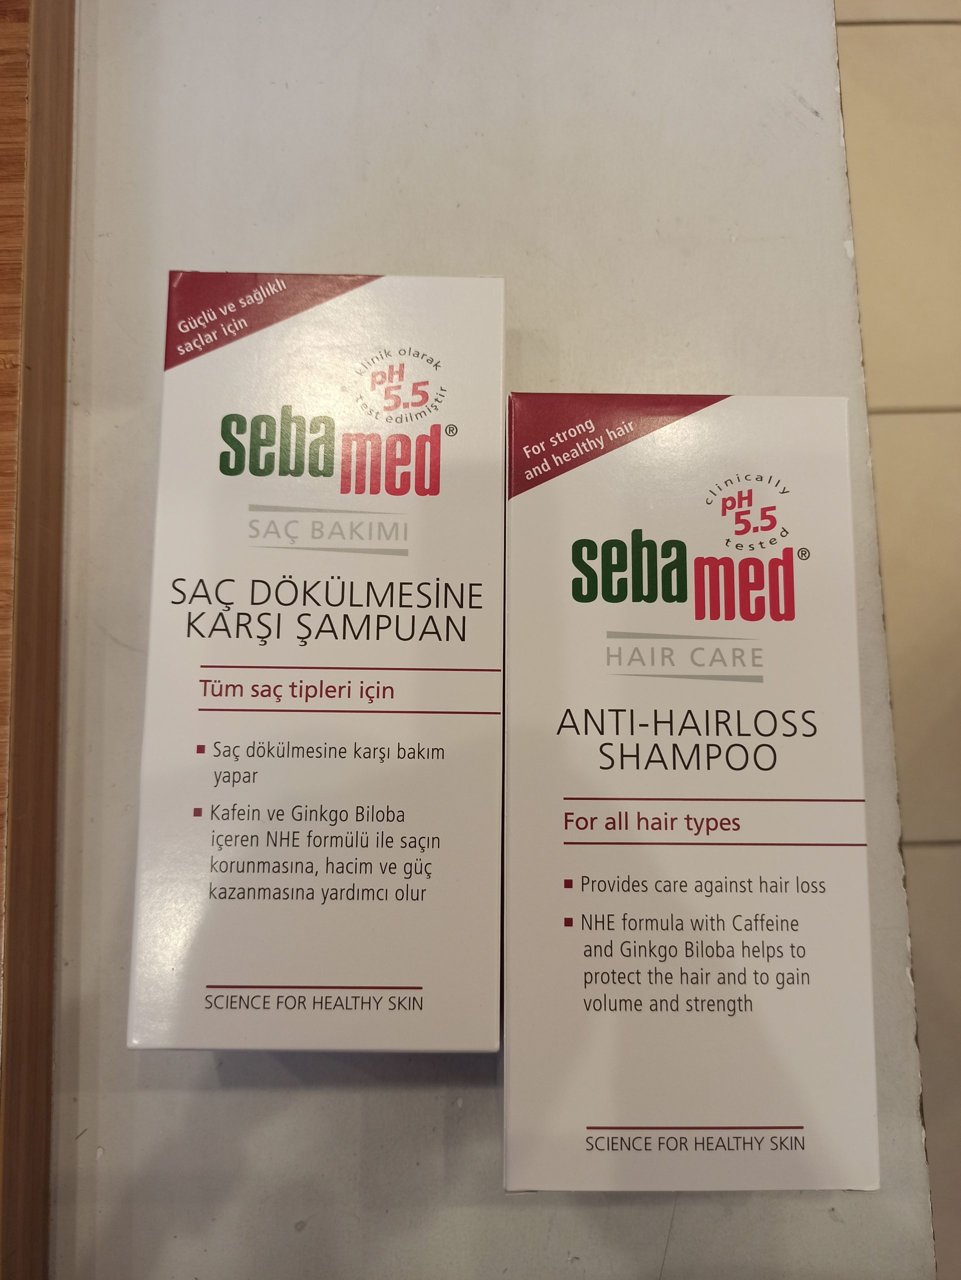 Güçlü ve sağlıklı
saçlar için
klinik olarak
pH
5.5
test edilmiştir
sebamed®
SAÇ BAKIMI
SAÇ DÖKÜLMESİNE
KARŞI ŞAMPUAN
Tüm saç tipleri için
Saç dökülmesine karşı bakım
yapar
Kafein ve Ginkgo Biloba
içeren NHE formülü ile saçın
korunmasına, hacim ve güç
kazanmasına yardımcı olur
SCIENCE FOR HEALTHY SKIN
For strong
and healthy hair
clinically
pH
5.5
tested
sebamed®
HAIR CARE
ANTI-HAIRLOSS
SHAMPOO
For all hair types
Provides care against hair loss
NHE formula with Caffeine
and Ginkgo Biloba helps to
protect the hair and to gain
volume and strength
SCIENCE FOR HEALTHY SKIN